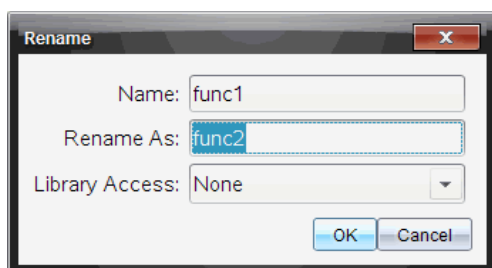 Rename
Name: func1
Rename As: func2
Library Access: None
OK Cancel